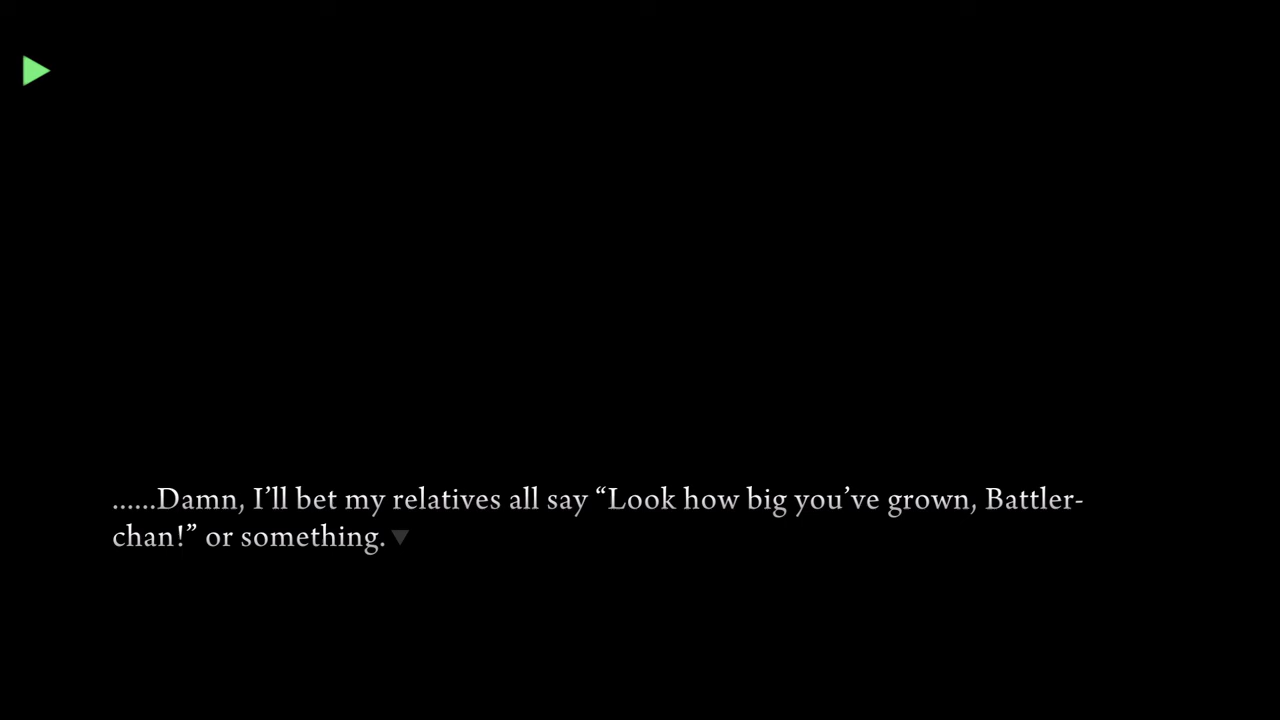 ......Damn, I’ll bet my relatives all say “Look how big you’ve grown, Battler-
chan!” or something.